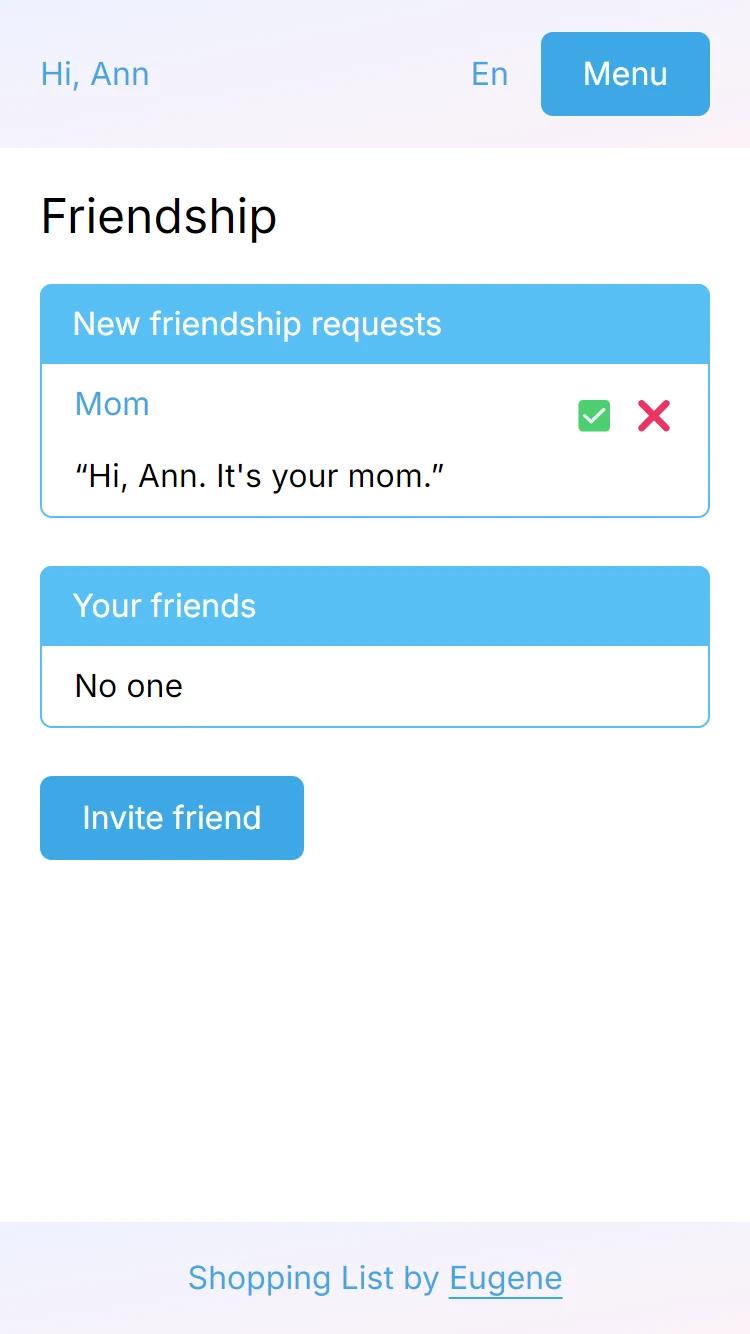 Hi, Ann
En
Menu
Friendship
New friendship requests
Mom
“Hi, Ann. It's your mom.”
Your friends
No one
Invite friend
Shopping List by Eugene